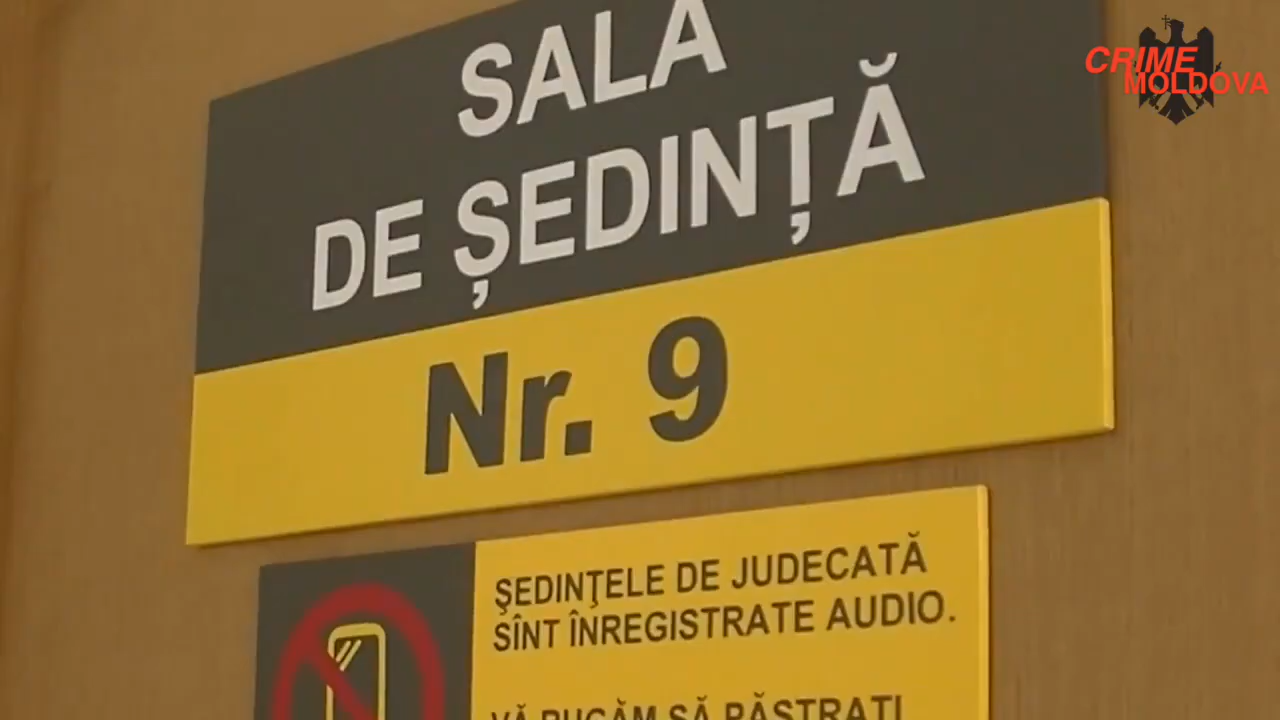 CRIME
MOLDOVA
SALA
DE ȘEDINȚĂ
Nr. 9
ŞEDINŢELE DE JUDECATĂ
SÎNT ÎNREGISTRATE AUDIO.
VĂ RUGĂM SĂ PĂSTRAȚI